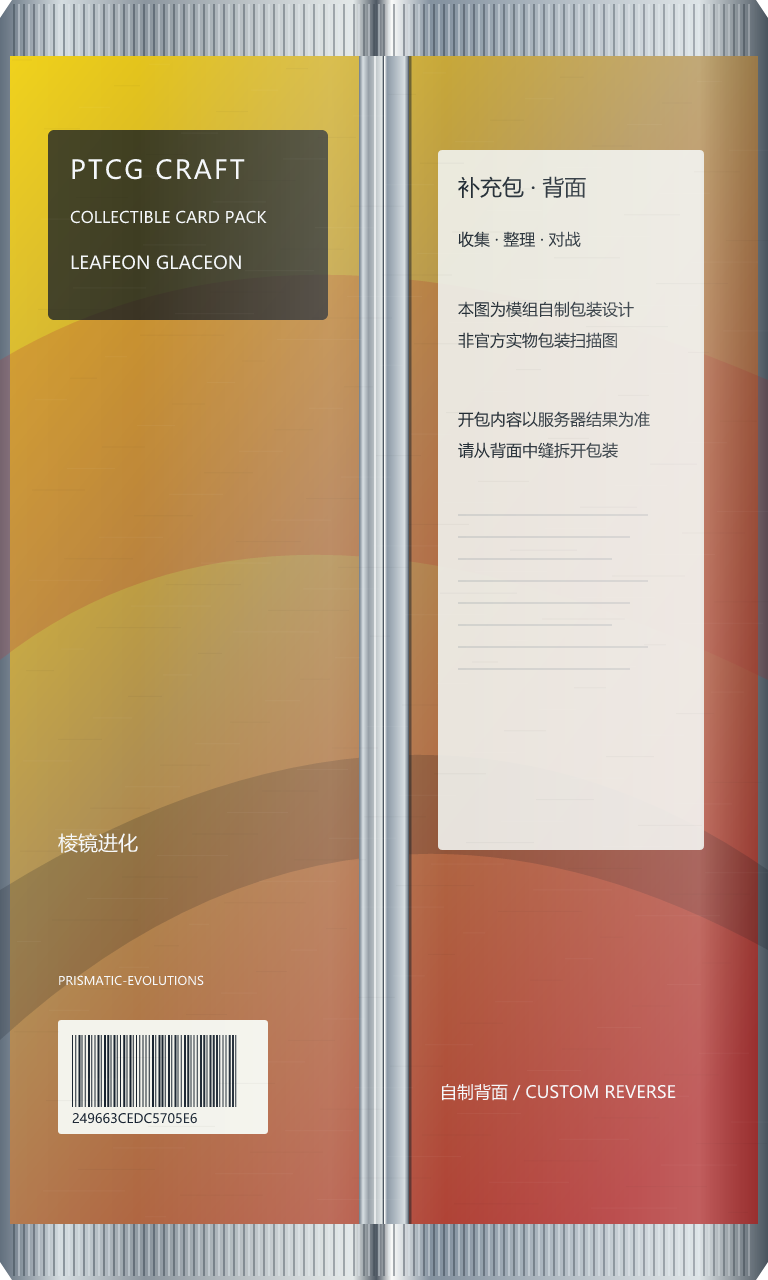 PTCG CRAFT
COLLECTIBLE CARD PACK
LEAFEON GLACEON
棱镜进化
PRISMATIC-EVOLUTIONS
249663CEDC5705E6
补充包 · 背面
收集 · 整理 · 对战
本图为模组自制包装设计
非官方实物包装扫描图
开包内容以服务器结果为准
请从背面中缝拆开包装
自制背面 / CUSTOM REVERSE